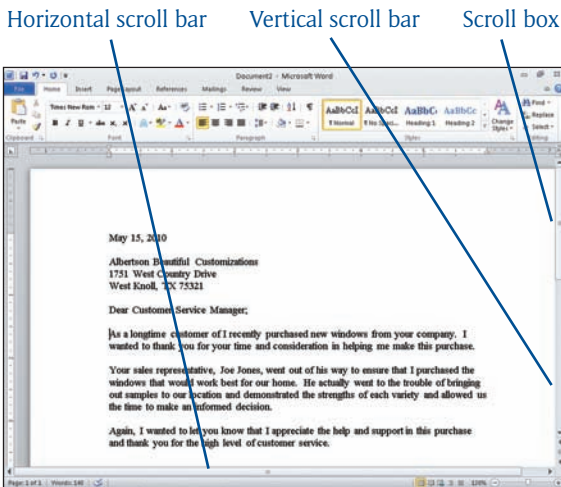 Horizontal scroll bar Vertical scroll bar Scroll box
Document2 - Microsoft Word
File Home Insert Page Layout References Mailings Review View
Times New Rom 12 Find
Paste Replace
AaBbCcI AaBbCcI AaBbC AaBbCc Change Styles Select
¶ Normal ¶ No Spaci... Heading 1 Heading 2
Clipboard Font Paragraph Styles Editing
May 15, 2010
Albertson Beautiful Customizations
1751 West Country Drive
West Knoll, TX 75321
Dear Customer Service Manager;
As a longtime customer of I recently purchased new windows from your company. I
wanted to thank you for your time and consideration in helping me make this purchase.
Your sales representative, Joe Jones, went out of his way to ensure that I purchased the
windows that would work best for our home. He actually went to the trouble of bringing
out samples to our location and demonstrated the strengths of each variety and allowed us
the time to make an informed decision.
Again, I wanted to let you know that I appreciate the help and support in this purchase
and thank you for the high level of customer service.
Page: 1 of 1 Words: 140 120%